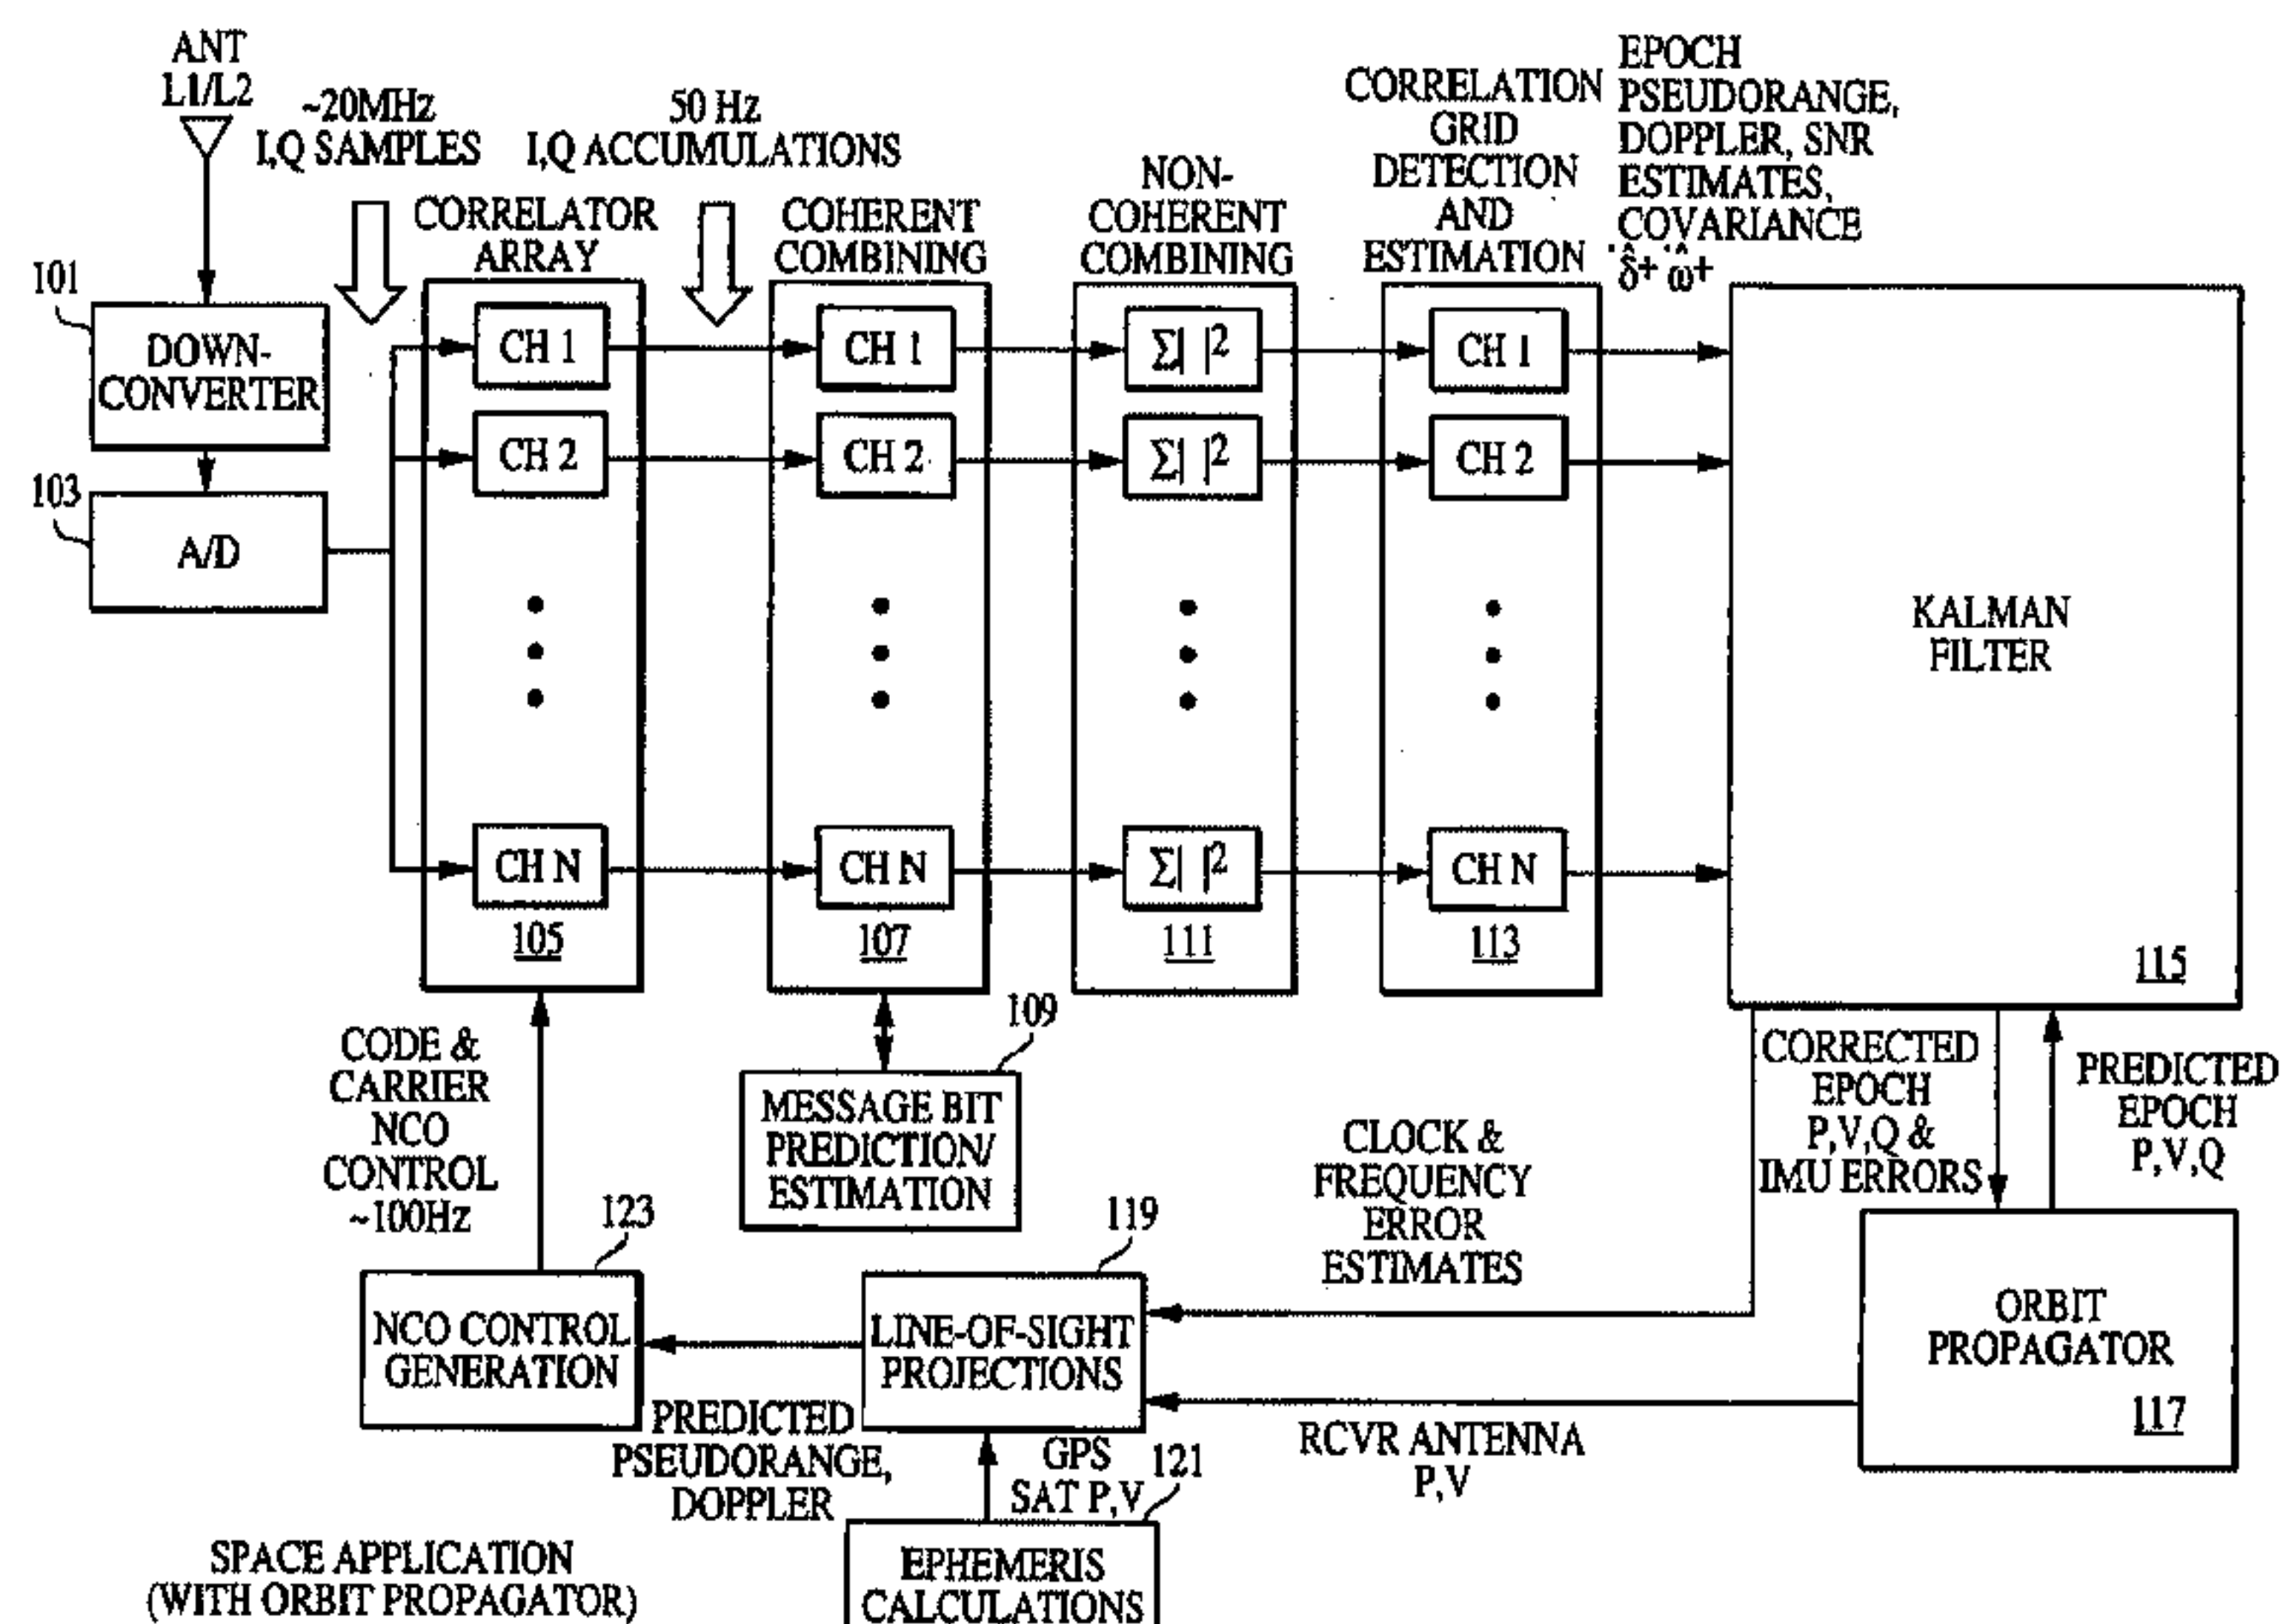 ANT
L1/L2
~20MHz
I,Q SAMPLES
50 Hz
I,Q ACCUMULATIONS
CORRELATOR
ARRAY
COHERENT
COMBINING
NON-
COHERENT
COMBINING
CORRELATION
GRID
DETECTION
AND
ESTIMATION
EPOCH
PSEUDORANGE,
DOPPLER, SNR
ESTIMATES,
COVARIANCE
δ̂+ ω̂+
101
DOWN-
CONVERTER
103
A/D
CH 1
CH 2
CH N
105
CH 1
CH 2
CH N
107
Σ| |²
Σ| |²
Σ| |²
111
CH 1
CH 2
CH N
113
KALMAN
FILTER
115
CODE &
CARRIER
NCO
CONTROL
~100Hz
109
MESSAGE BIT
PREDICTION/
ESTIMATION
CORRECTED
EPOCH
P,V,Q &
IMU ERRORS
PREDICTED
EPOCH
P,V,Q
CLOCK &
FREQUENCY
ERROR
ESTIMATES
123
NCO CONTROL
GENERATION
119
LINE-OF-SIGHT
PROJECTIONS
ORBIT
PROPAGATOR
117
PREDICTED
PSEUDORANGE,
DOPPLER
GPS
SAT P,V
121
RCVR ANTENNA
P,V
EPHEMERIS
CALCULATIONS
SPACE APPLICATION
(WITH ORBIT PROPAGATOR)